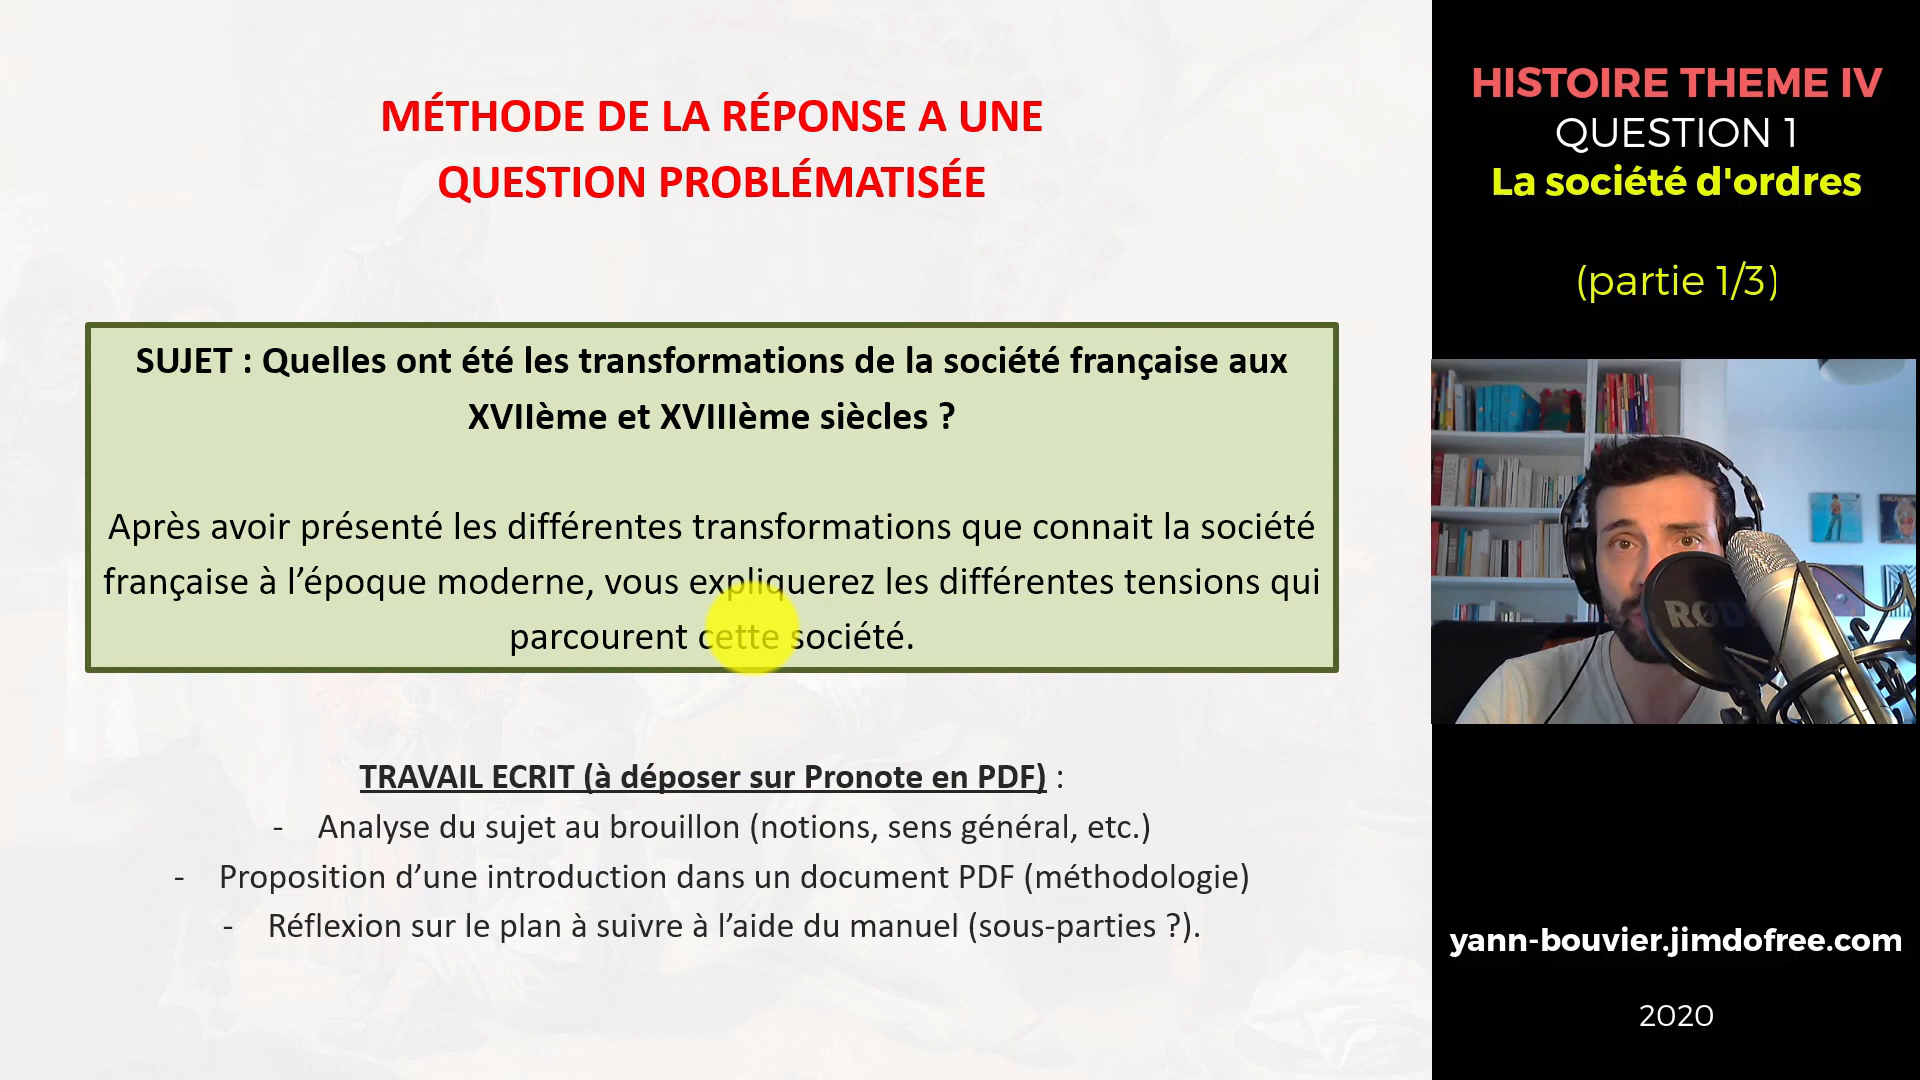 MÉTHODE DE LA RÉPONSE A UNE
QUESTION PROBLÉMATISÉE
SUJET : Quelles ont été les transformations de la société française aux
XVIIème et XVIIIème siècles ?
Après avoir présenté les différentes transformations que connait la société
française à l’époque moderne, vous expliquerez les différentes tensions qui
parcourent cette société.
TRAVAIL ECRIT (à déposer sur Pronote en PDF) :
- Analyse du sujet au brouillon (notions, sens général, etc.)
- Proposition d’une introduction dans un document PDF (méthodologie)
- Réflexion sur le plan à suivre à l’aide du manuel (sous-parties ?).
HISTOIRE THEME IV
QUESTION 1
La société d'ordres
(partie 1/3)
RØDE
yann-bouvier.jimdofree.com
2020